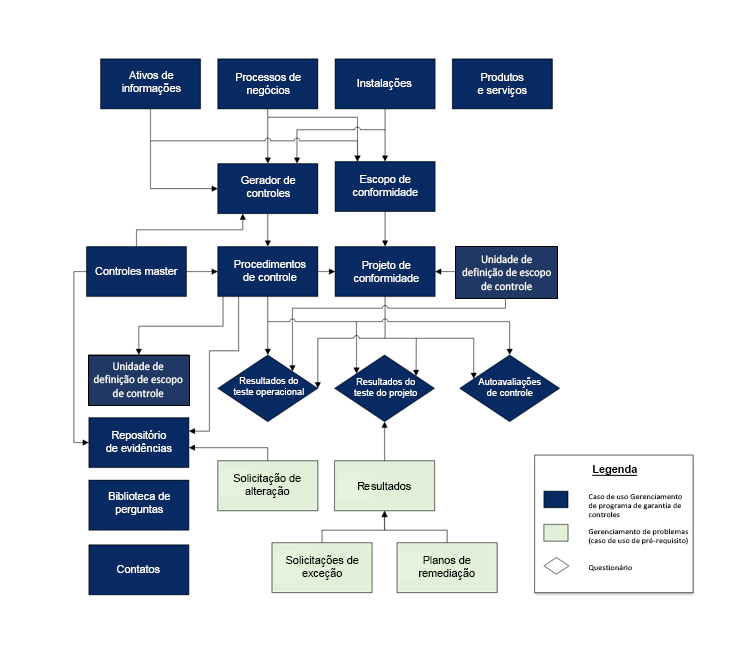 Ativos de
informações
Processos de
negócios
Instalações
Produtos
e serviços
Gerador de
controles
Escopo de
conformidade
Controles master
Procedimentos
de controle
Projeto de
conformidade
Unidade de
definição de escopo
de controle
Unidade de
definição de escopo
de controle
Resultados do
teste operacional
Resultados do
teste do projeto
Autoavaliações
de controle
Repositório
de evidências
Solicitação de
alteração
Resultados
Biblioteca de
perguntas
Contatos
Solicitações de
exceção
Planos de
remediação
Legenda
Caso de uso Gerenciamento
de programa de garantia de
controles
Gerenciamento de problemas
(caso de uso de pré-requisito)
Questionário